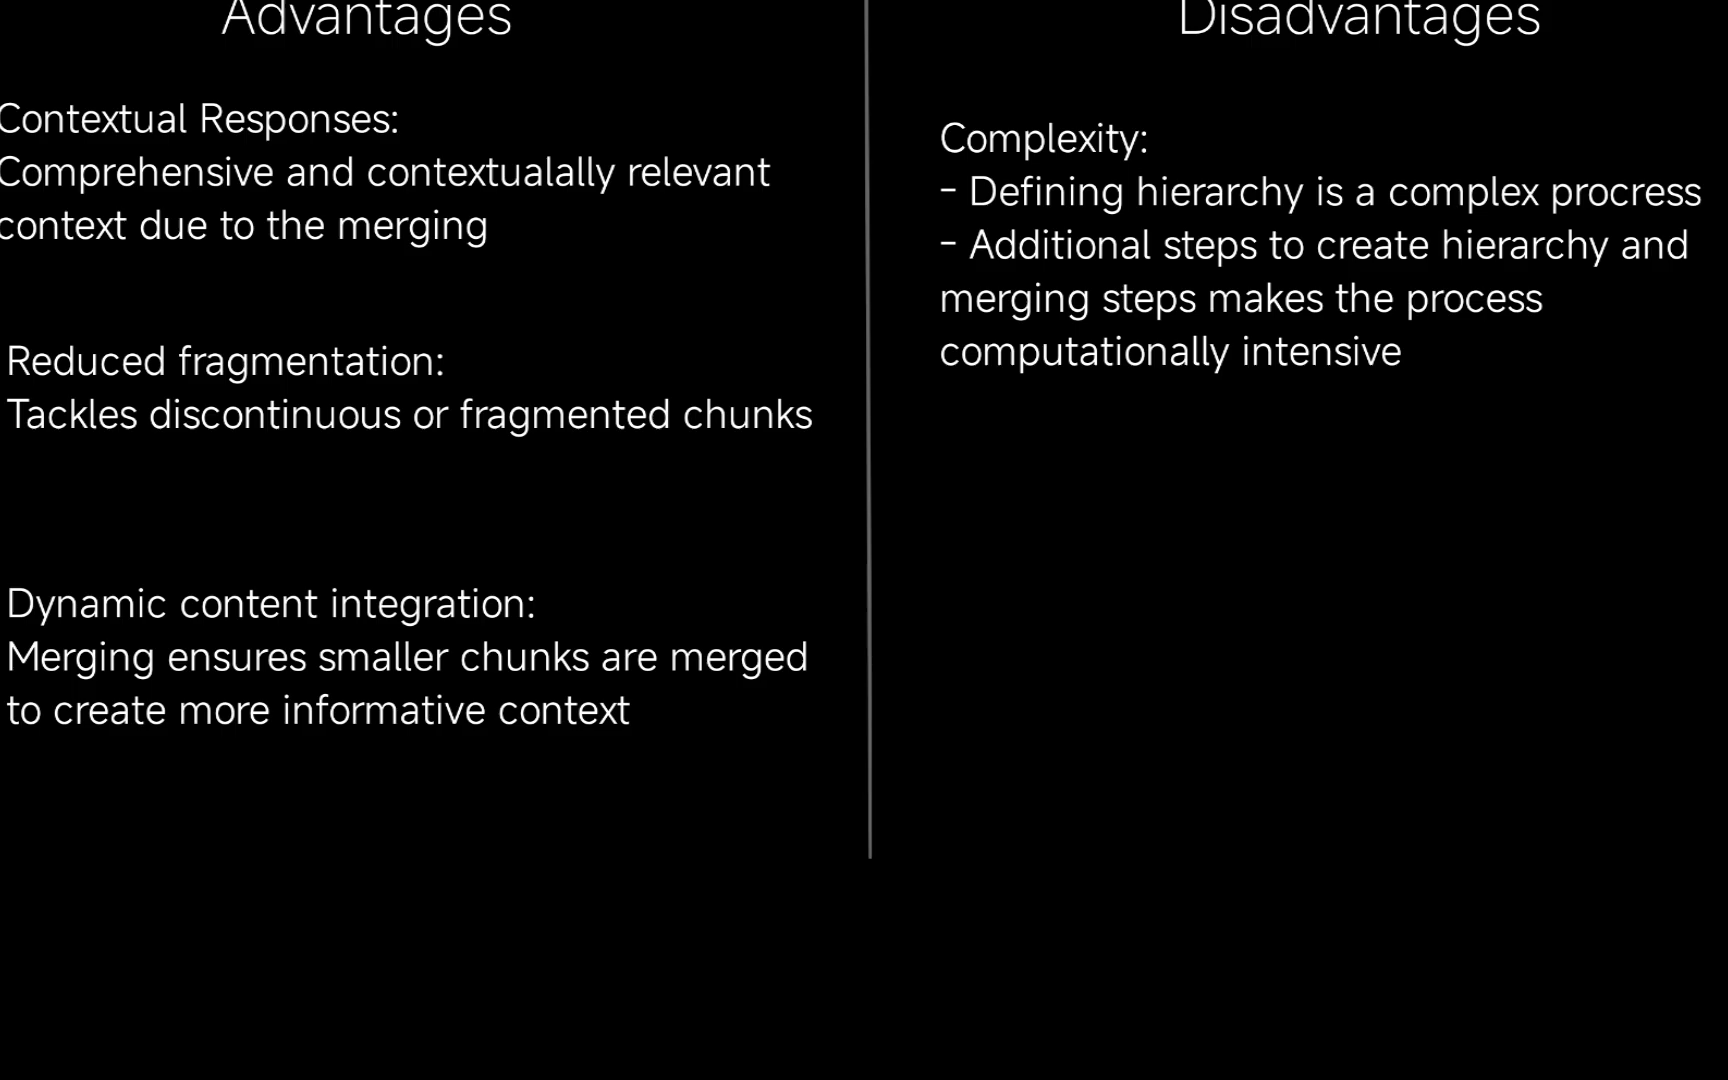 Advantages
Contextual Responses:
Comprehensive and contextualally relevant
context due to the merging
Reduced fragmentation:
Tackles discontinuous or fragmented chunks
Dynamic content integration:
Merging ensures smaller chunks are merged
to create more informative context
Disadvantages
Complexity:
- Defining hierarchy is a complex procress
- Additional steps to create hierarchy and
merging steps makes the process
computationally intensive